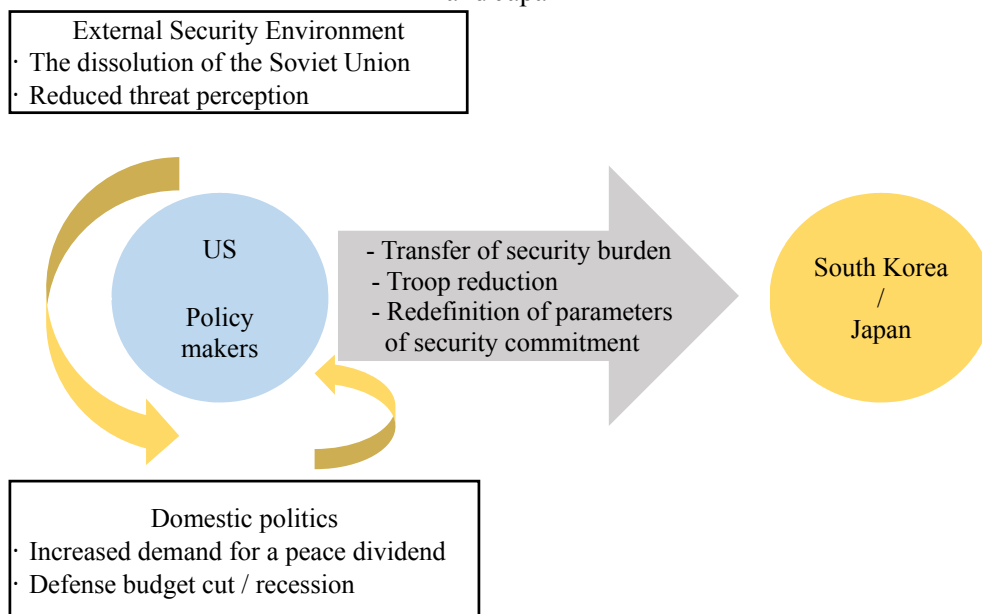 External Security Environment
· The dissolution of the Soviet Union
· Reduced threat perception
US
Policy
makers
- Transfer of security burden
- Troop reduction
- Redefinition of parameters
of security commitment
South Korea
/
Japan
Domestic politics
· Increased demand for a peace dividend
· Defense budget cut / recession